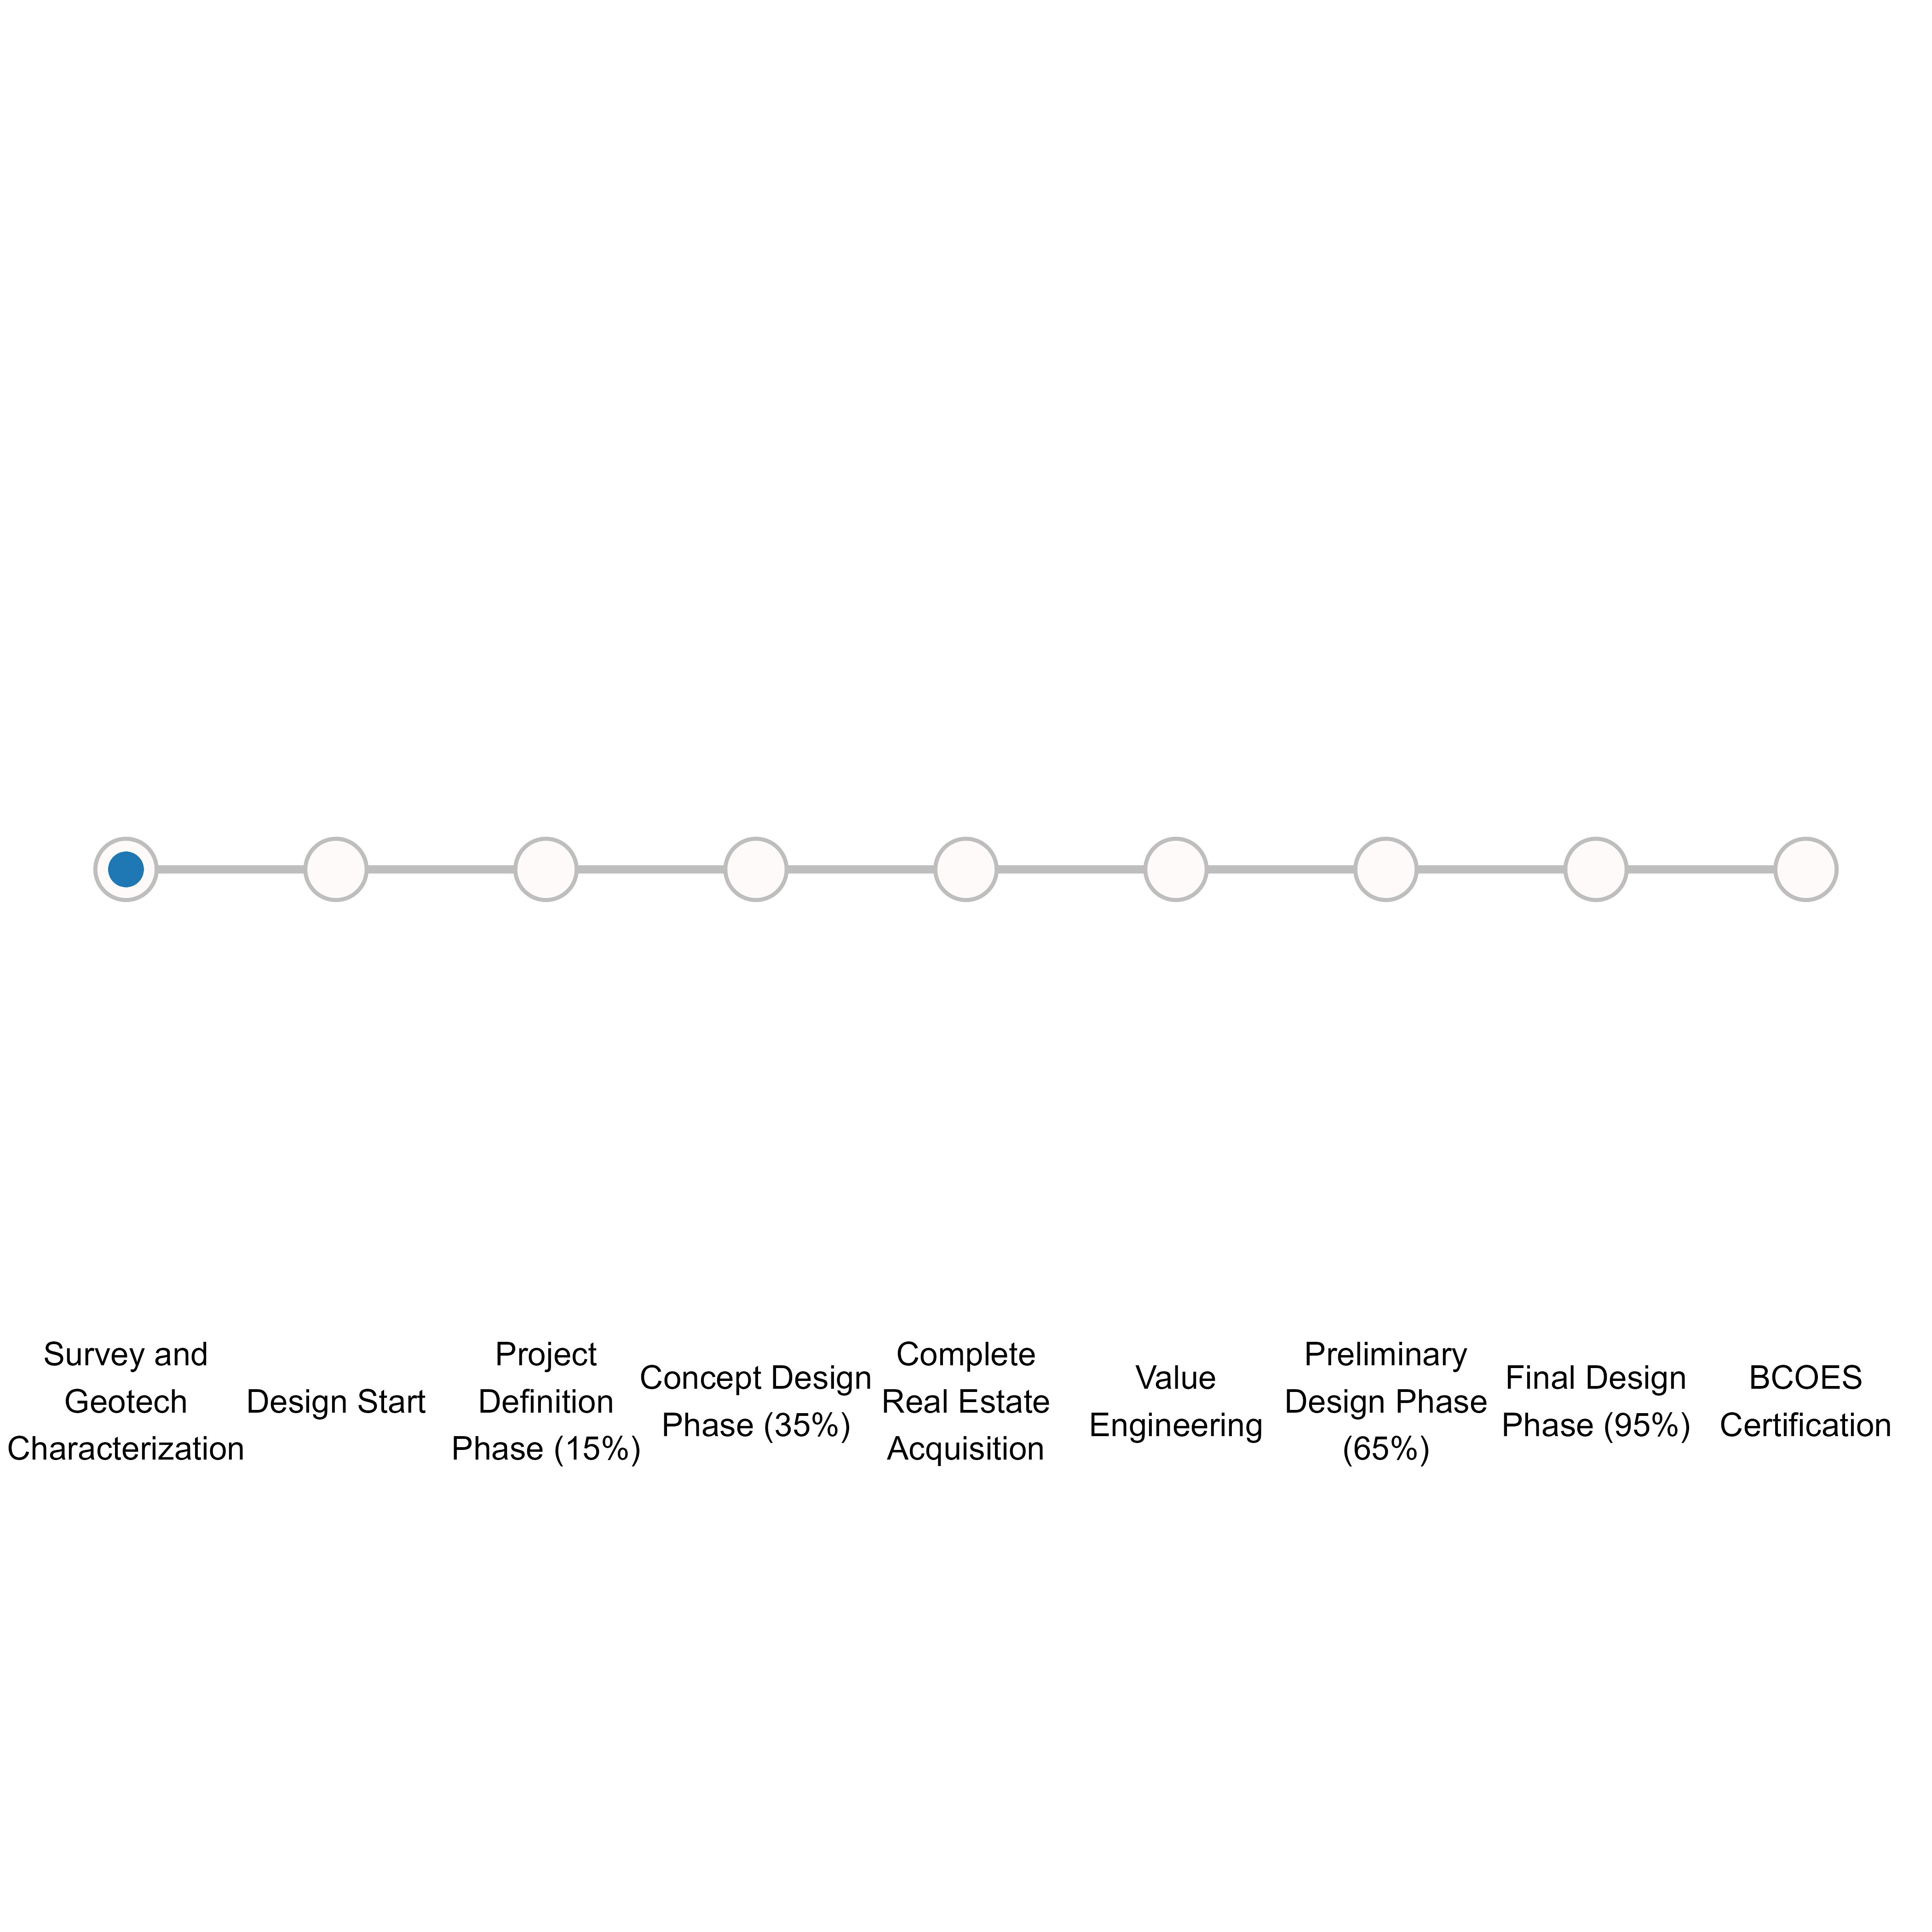 Survey and
Geotech
Characterization
Design Start
Project
Definition
Phase (15%)
Concept Design
Phase (35%)
Complete
Real Estate
Acquisition
Value
Engineering
Preliminary
Design Phase
(65%)
Final Design
Phase (95%)
BCOES
Certification